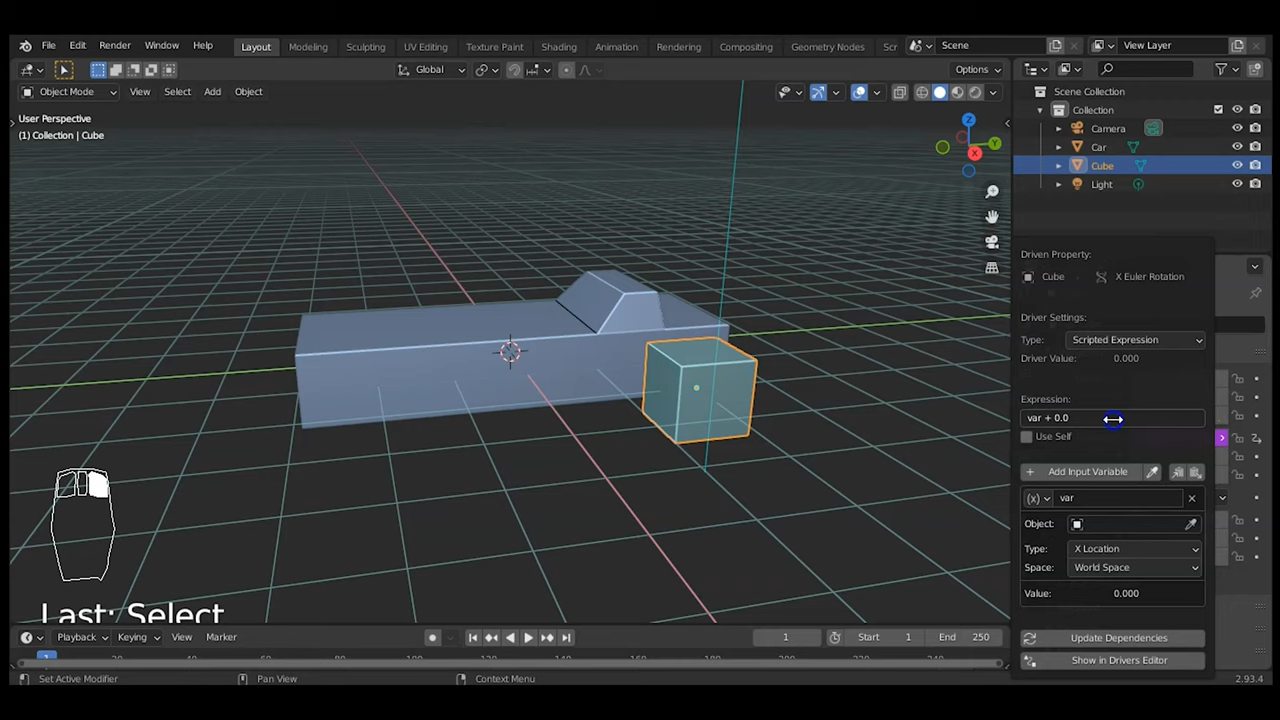 File Edit Render Window Help Layout Modeling Sculpting UV Editing Texture Paint Shading Animation Rendering Compositing Geometry Nodes Scr Scene View Layer
Global Options
Object Mode View Select Add Object
User Perspective
(1) Collection | Cube
Z
Y
X
Scene Collection
Collection
Camera
Car
Cube
Light
Driven Property:
Cube X Euler Rotation
Driver Settings:
Type: Scripted Expression
Driver Value: 0.000
Expression:
var + 0.0
Use Self
Add Input Variable
(x) var
Object:
Type: X Location
Space: World Space
Value: 0.000
Update Dependencies
Show in Drivers Editor
Last: Select
Playback Keying View Marker 1 Start 1 End 250
1
Set Active Modifier Pan View Context Menu 2.93.4